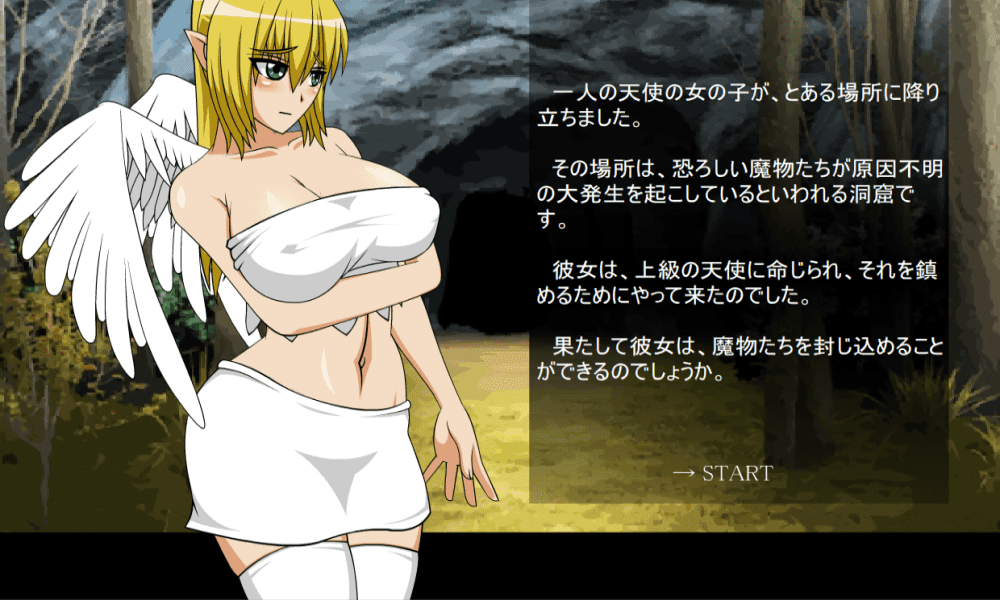 一人の天使の女の子が、とある場所に降り
立ちました。
その場所は、恐ろしい魔物たちが原因不明
の大発生を起こしているといわれる洞窟で
す。
彼女は、上級の天使に命じられ、それを鎮
めるためにやって来たのでした。
果たして彼女は、魔物たちを封じ込めること
ができるのでしょうか。
→ START